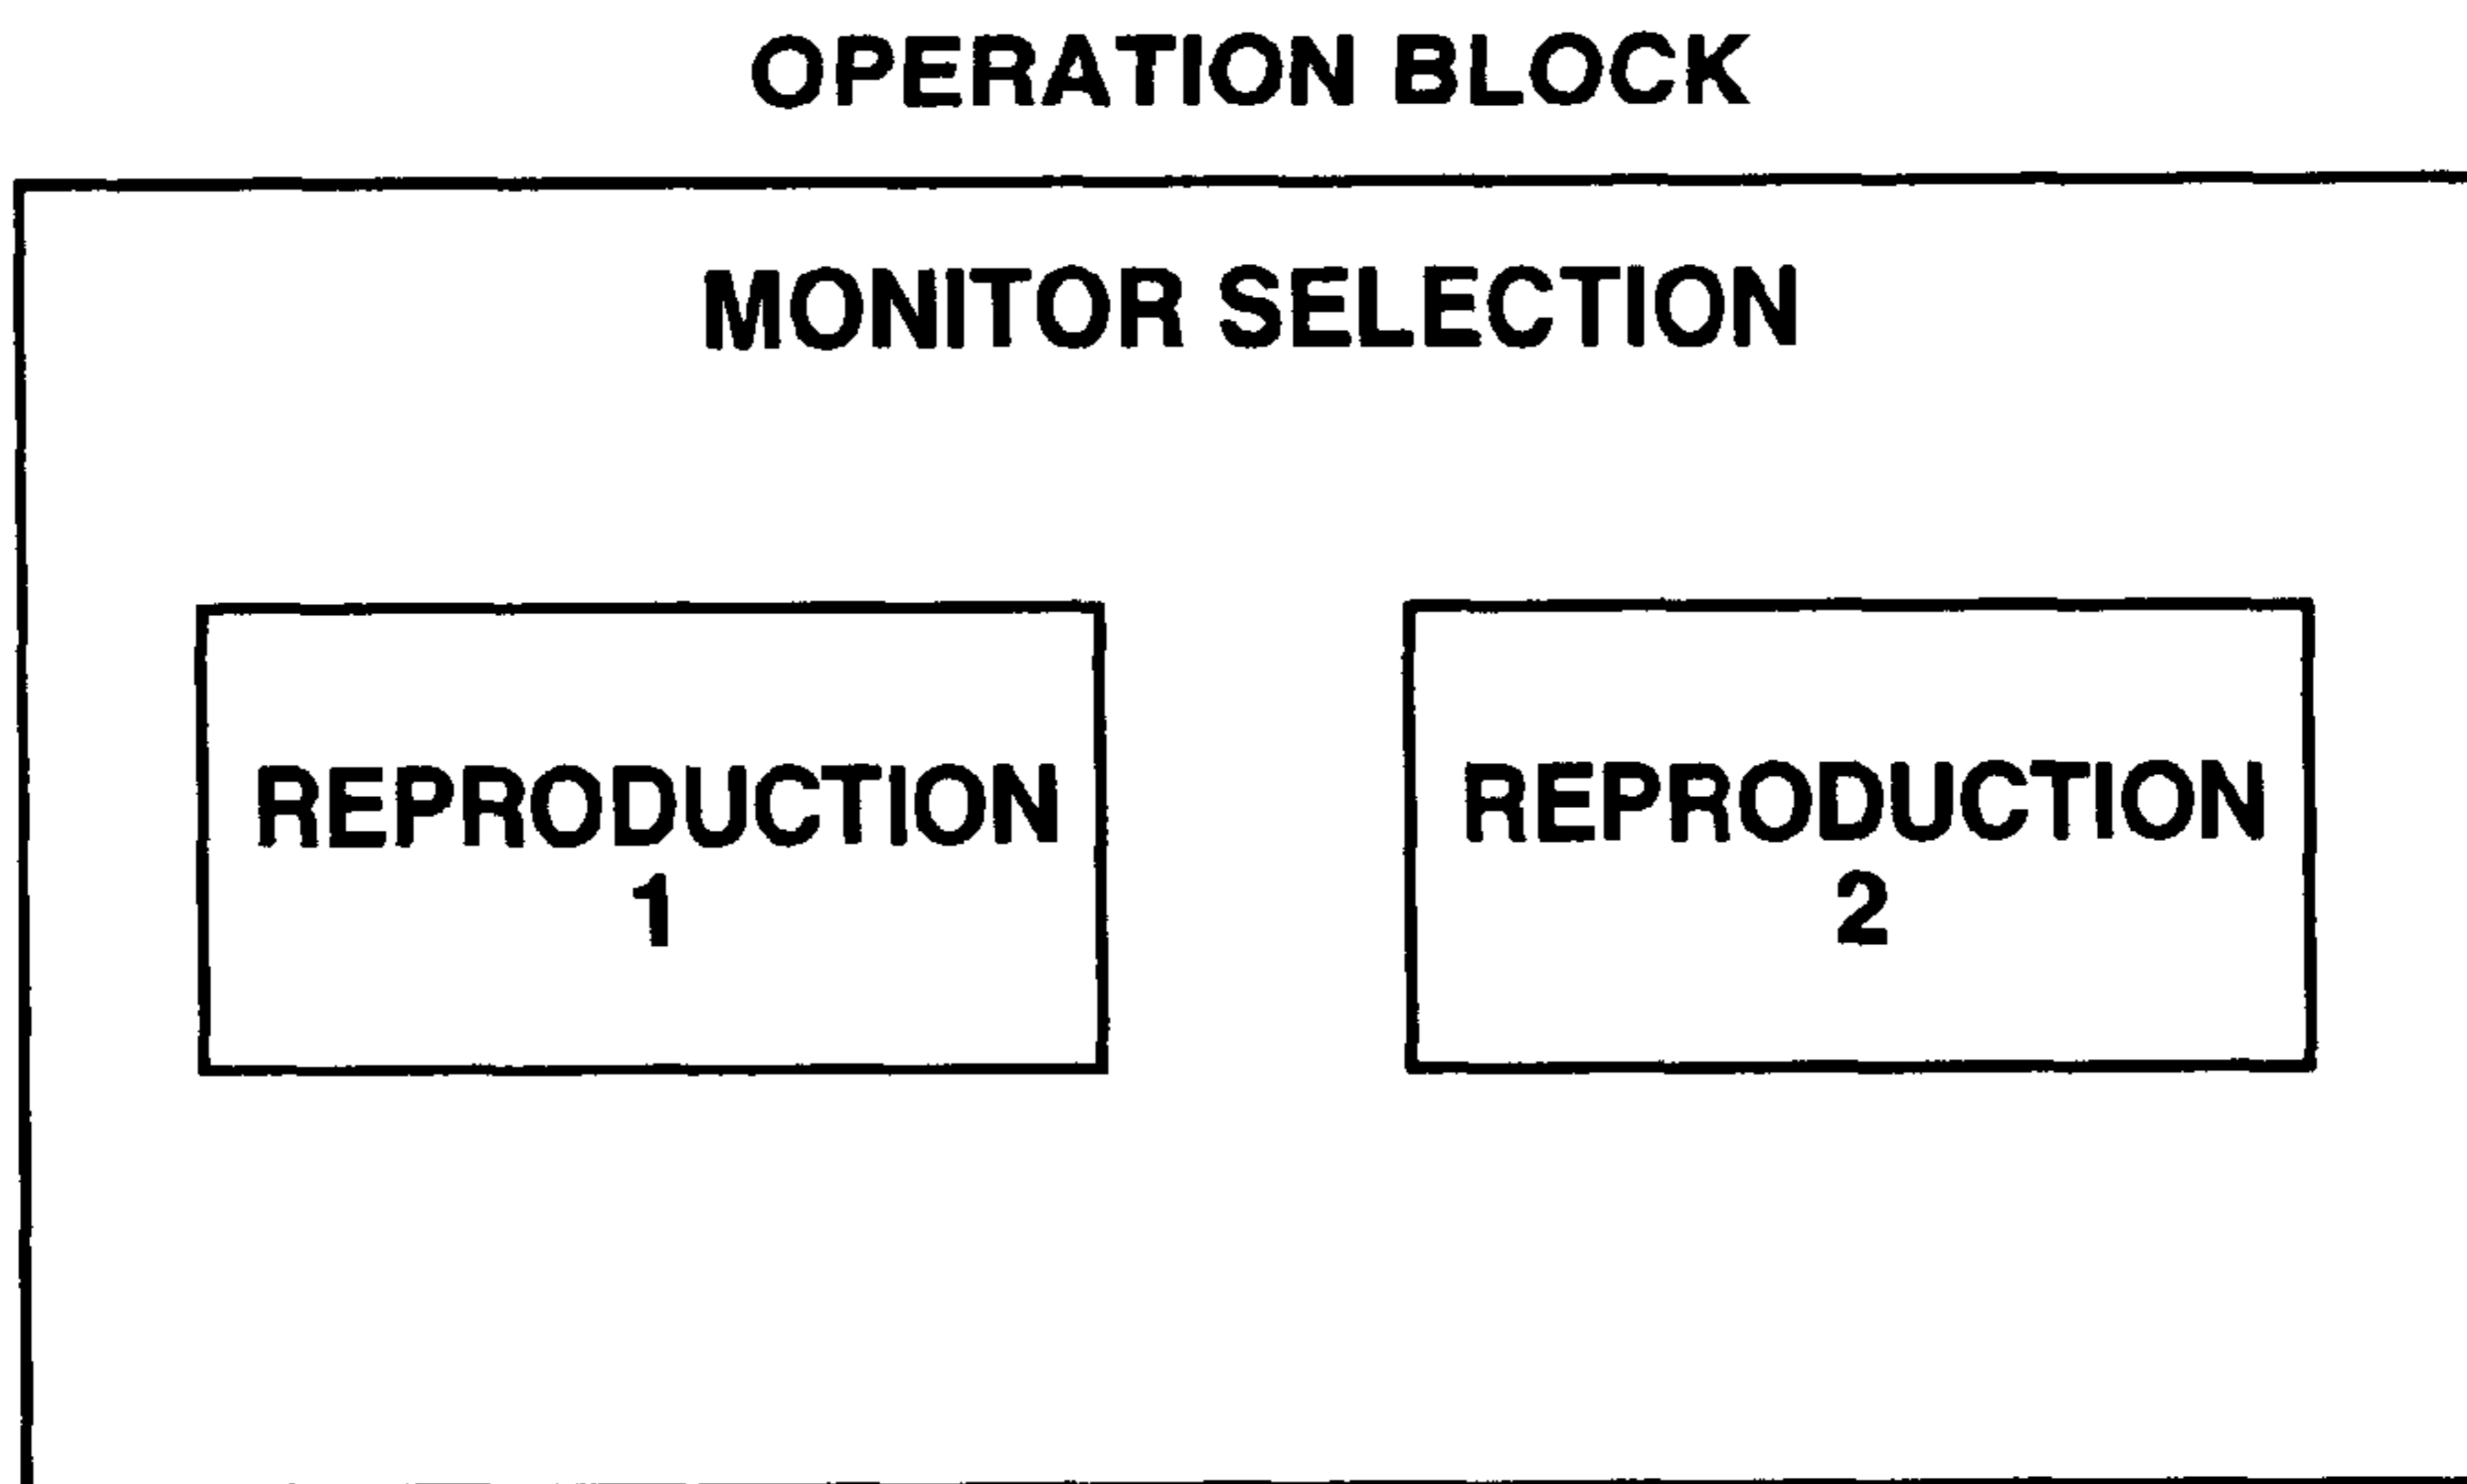 OPERATION BLOCK
MONITOR SELECTION
REPRODUCTION
1
REPRODUCTION
2